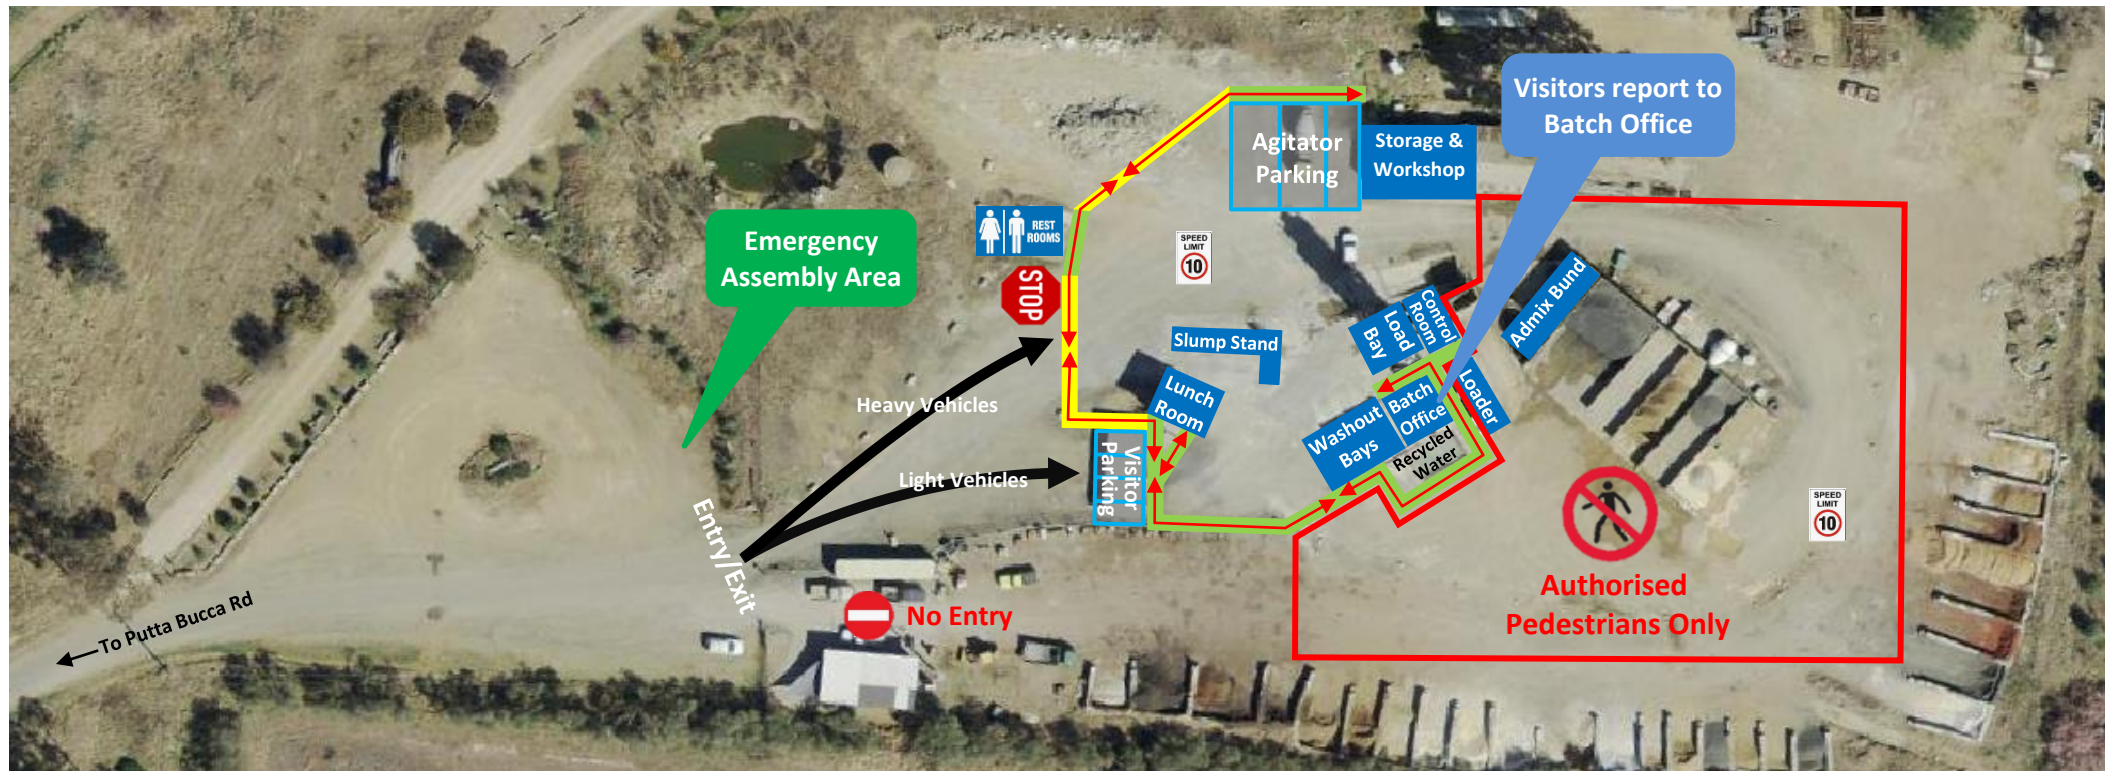 Visitors report to
Batch Office
Agitator
Parking
Storage &
Workshop
REST
ROOMS
Emergency
Assembly Area
SPEED
LIMIT
10
STOP
Admix Bund
Control
Room
Load
Bay
Slump Stand
Loader
Lunch
Room
Batch
Office
Washout
Bays
Recycled
Water
Heavy Vehicles
Light Vehicles
Visitor
Parking
Entry/Exit
SPEED
LIMIT
10
Authorised
Pedestrians Only
No Entry
To Putta Bucca Rd